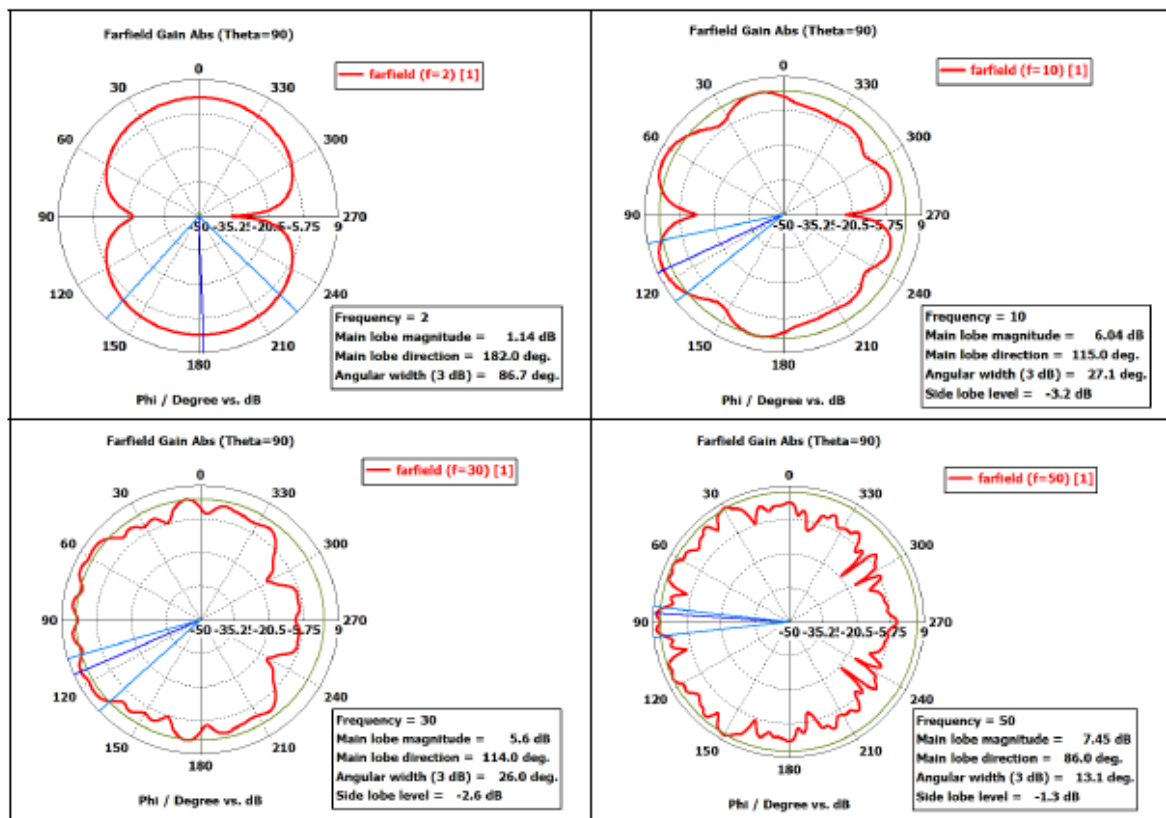 Farfield Gain Abs (Theta=90)
farfield (f=2) [1]
0
30
330
60
300
90
270
-50 -35.25 -20.5 -5.75 9
120
240
150
210
180
Frequency = 2
Main lobe magnitude = 1.14 dB
Main lobe direction = 182.0 deg.
Angular width (3 dB) = 86.7 deg.
Phi / Degree vs. dB
Farfield Gain Abs (Theta=90)
farfield (f=10) [1]
0
30
330
60
300
90
270
-50 -35.25 -20.5 -5.75 9
120
240
150
210
180
Frequency = 10
Main lobe magnitude = 6.04 dB
Main lobe direction = 115.0 deg.
Angular width (3 dB) = 27.1 deg.
Side lobe level = -3.2 dB
Phi / Degree vs. dB
Farfield Gain Abs (Theta=90)
farfield (f=30) [1]
0
30
330
60
300
90
270
-50 -35.25 -20.5 -5.75 9
120
240
150
210
180
Frequency = 30
Main lobe magnitude = 5.6 dB
Main lobe direction = 114.0 deg.
Angular width (3 dB) = 26.0 deg.
Side lobe level = -2.6 dB
Phi / Degree vs. dB
Farfield Gain Abs (Theta=90)
farfield (f=50) [1]
0
30
330
60
300
90
270
-50 -35.25 -20.5 -5.75 9
120
240
150
210
180
Frequency = 50
Main lobe magnitude = 7.45 dB
Main lobe direction = 86.0 deg.
Angular width (3 dB) = 13.1 deg.
Side lobe level = -1.3 dB
Phi / Degree vs. dB